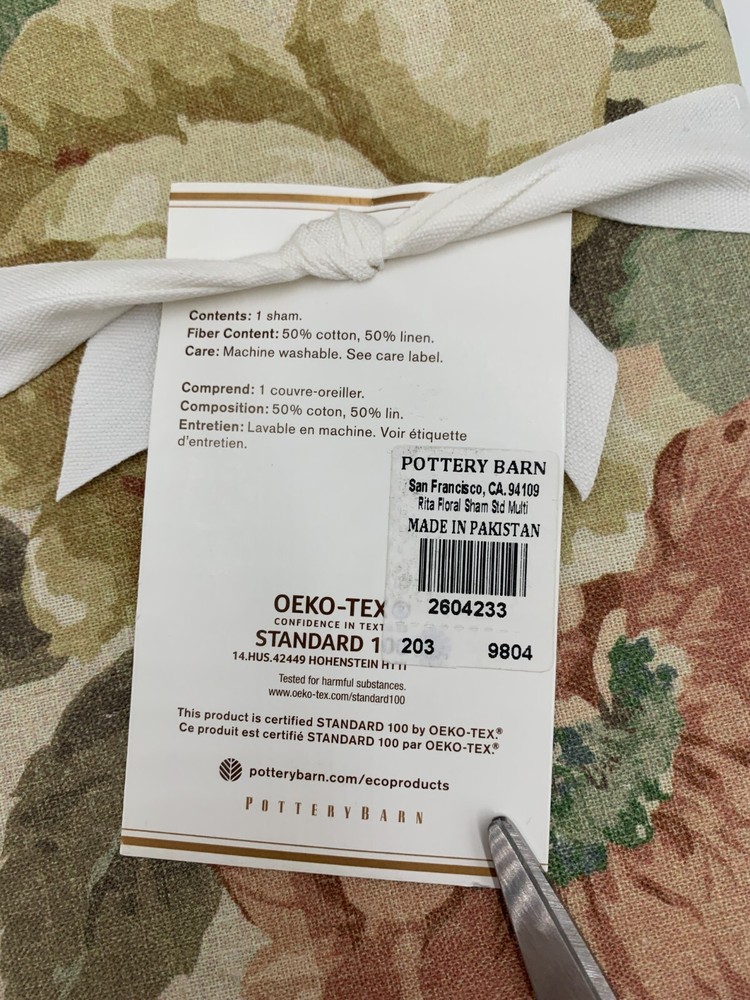 Contents: 1 sham.
Fiber Content: 50% cotton, 50% linen.
Care: Machine washable. See care label.
Comprend: 1 couvre-oreiller.
Composition: 50% coton, 50% lin.
Entretien: Lavable en machine. Voir étiquette
d'entretien.
POTTERY BARN
San Francisco, CA. 94109
Rita Floral Sham Std Multi
MADE IN PAKISTAN
2604233
203 9804
OEKO-TEX
CONFIDENCE IN TEXT
STANDARD 100
14.HUS.42449 HOHENSTEIN HTTI
Tested for harmful substances.
www.oeko-tex.com/standard100
This product is certified STANDARD 100 by OEKO-TEX.®
Ce produit est certifié STANDARD 100 par OEKO-TEX.®
potterybarn.com/ecoproducts
POTTERYBARN